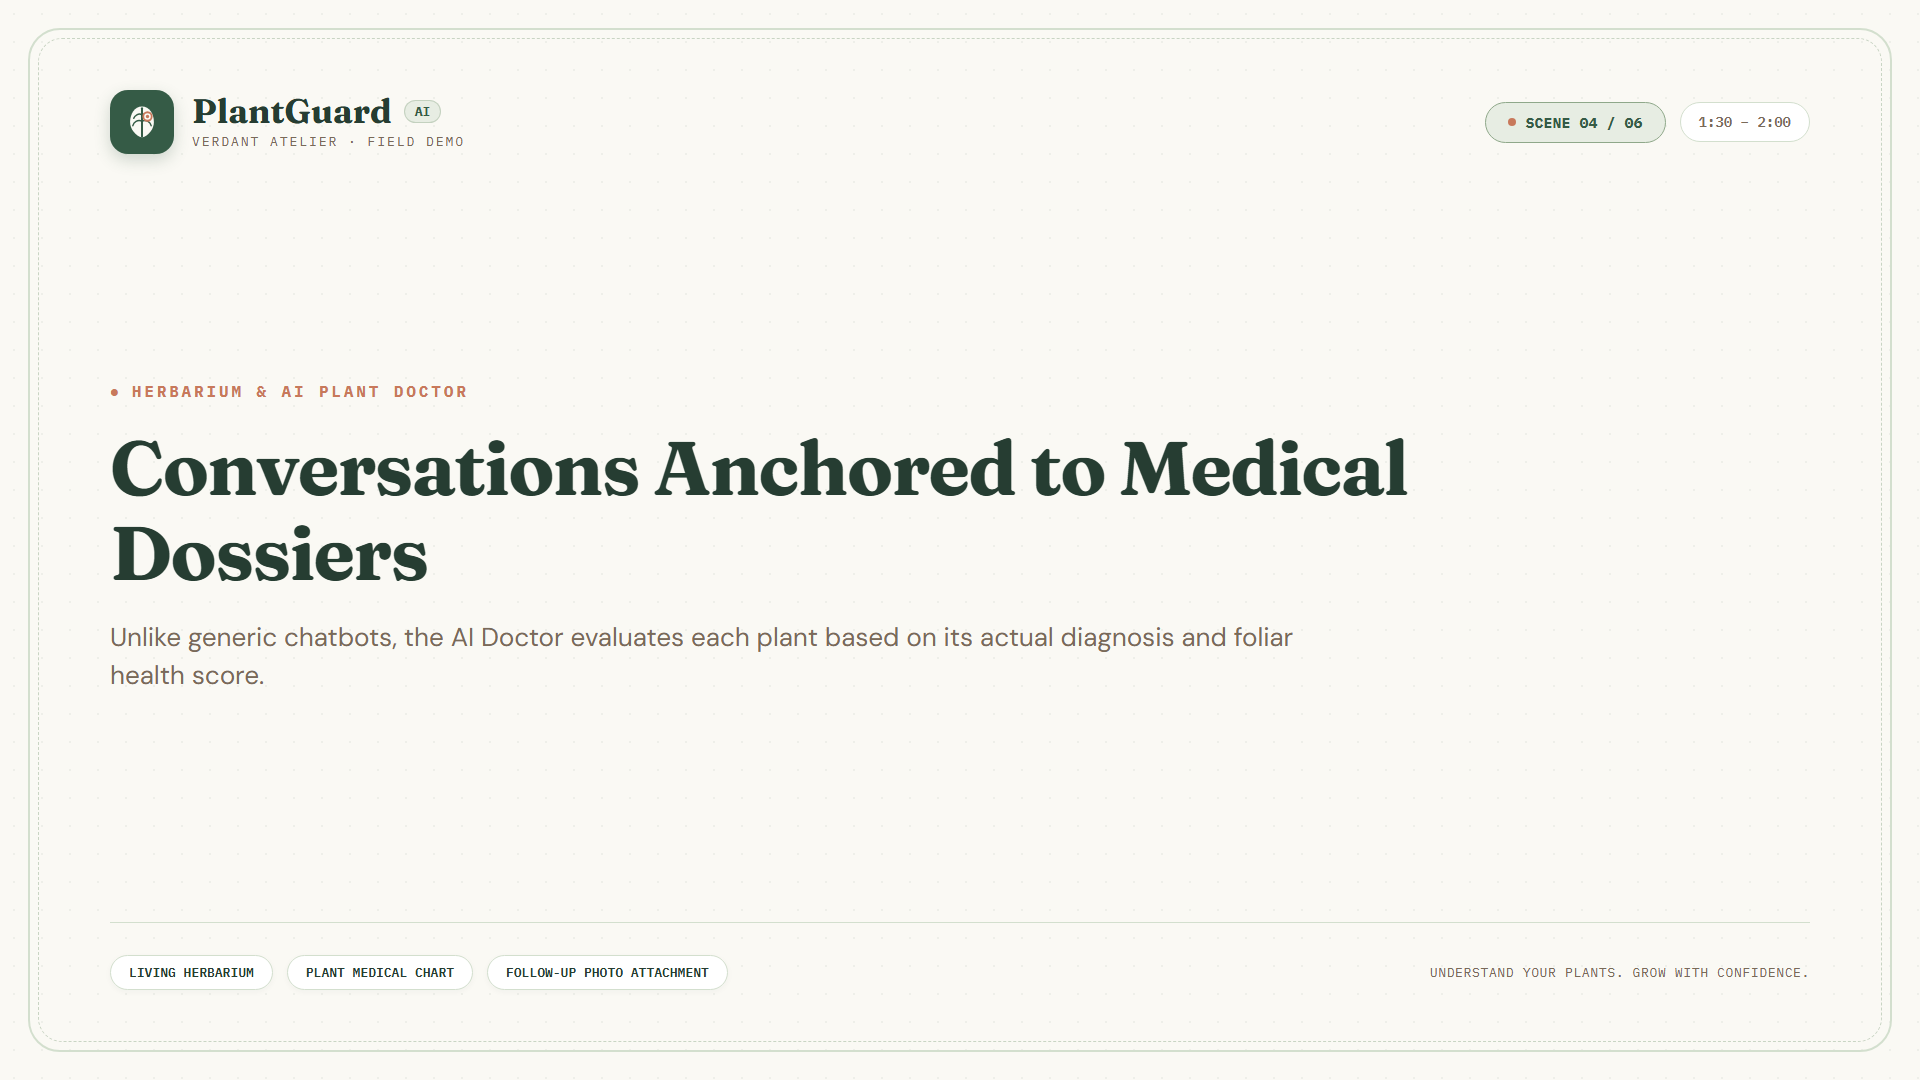 PlantGuard AI
VERDANT ATELIER · FIELD DEMO
SCENE 04 / 06
1:30 – 2:00
• HERBARIUM & AI PLANT DOCTOR
Conversations Anchored to Medical
Dossiers
Unlike generic chatbots, the AI Doctor evaluates each plant based on its actual diagnosis and foliar
health score.
LIVING HERBARIUM
PLANT MEDICAL CHART
FOLLOW-UP PHOTO ATTACHMENT
UNDERSTAND YOUR PLANTS. GROW WITH CONFIDENCE.